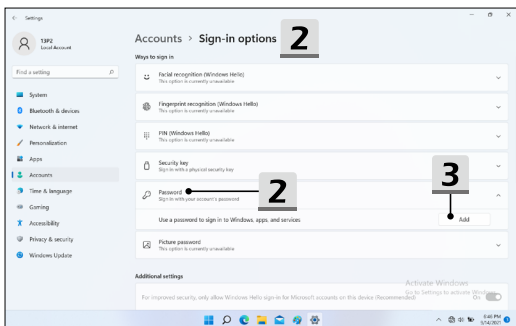 Settings
13PZ
Local Account
Find a setting
System
Bluetooth & devices
Network & internet
Personalization
Apps
Accounts
Time & language
Gaming
Accessibility
Privacy & security
Windows Update
Accounts > Sign-in options
2
Ways to sign in
Facial recognition (Windows Hello)
This option is currently unavailable
Fingerprint recognition (Windows Hello)
This option is currently unavailable
PIN (Windows Hello)
This option is currently unavailable
Security key
Sign in with a physical security key
Password
Sign in with your account's password
2
3
Use a password to sign in to Windows, apps, and services
Add
Picture password
This option is currently unavailable
Additional settings
Activate Windows
Go to Settings to activate Windows.
For improved security, only allow Windows Hello sign-in for Microsoft accounts on this device (Recommended)
On
9/14/2021